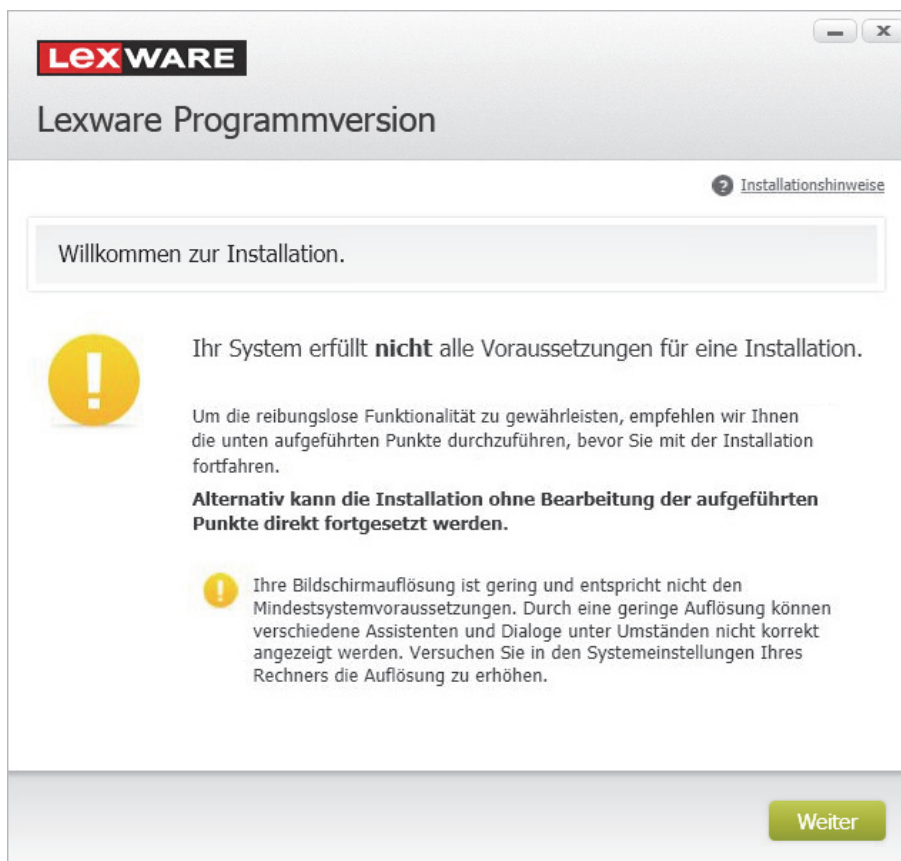 LEXWARE
Lexware Programmversion
Installationshinweise
Willkommen zur Installation.
Ihr System erfüllt nicht alle Voraussetzungen für eine Installation.
Um die reibungslose Funktionalität zu gewährleisten, empfehlen wir Ihnen
die unten aufgeführten Punkte durchzuführen, bevor Sie mit der Installation
fortfahren.
Alternativ kann die Installation ohne Bearbeitung der aufgeführten
Punkte direkt fortgesetzt werden.
Ihre Bildschirmauflösung ist gering und entspricht nicht den
Mindestsystemvoraussetzungen. Durch eine geringe Auflösung können
verschiedene Assistenten und Dialoge unter Umständen nicht korrekt
angezeigt werden. Versuchen Sie in den Systemeinstellungen Ihres
Rechners die Auflösung zu erhöhen.
Weiter